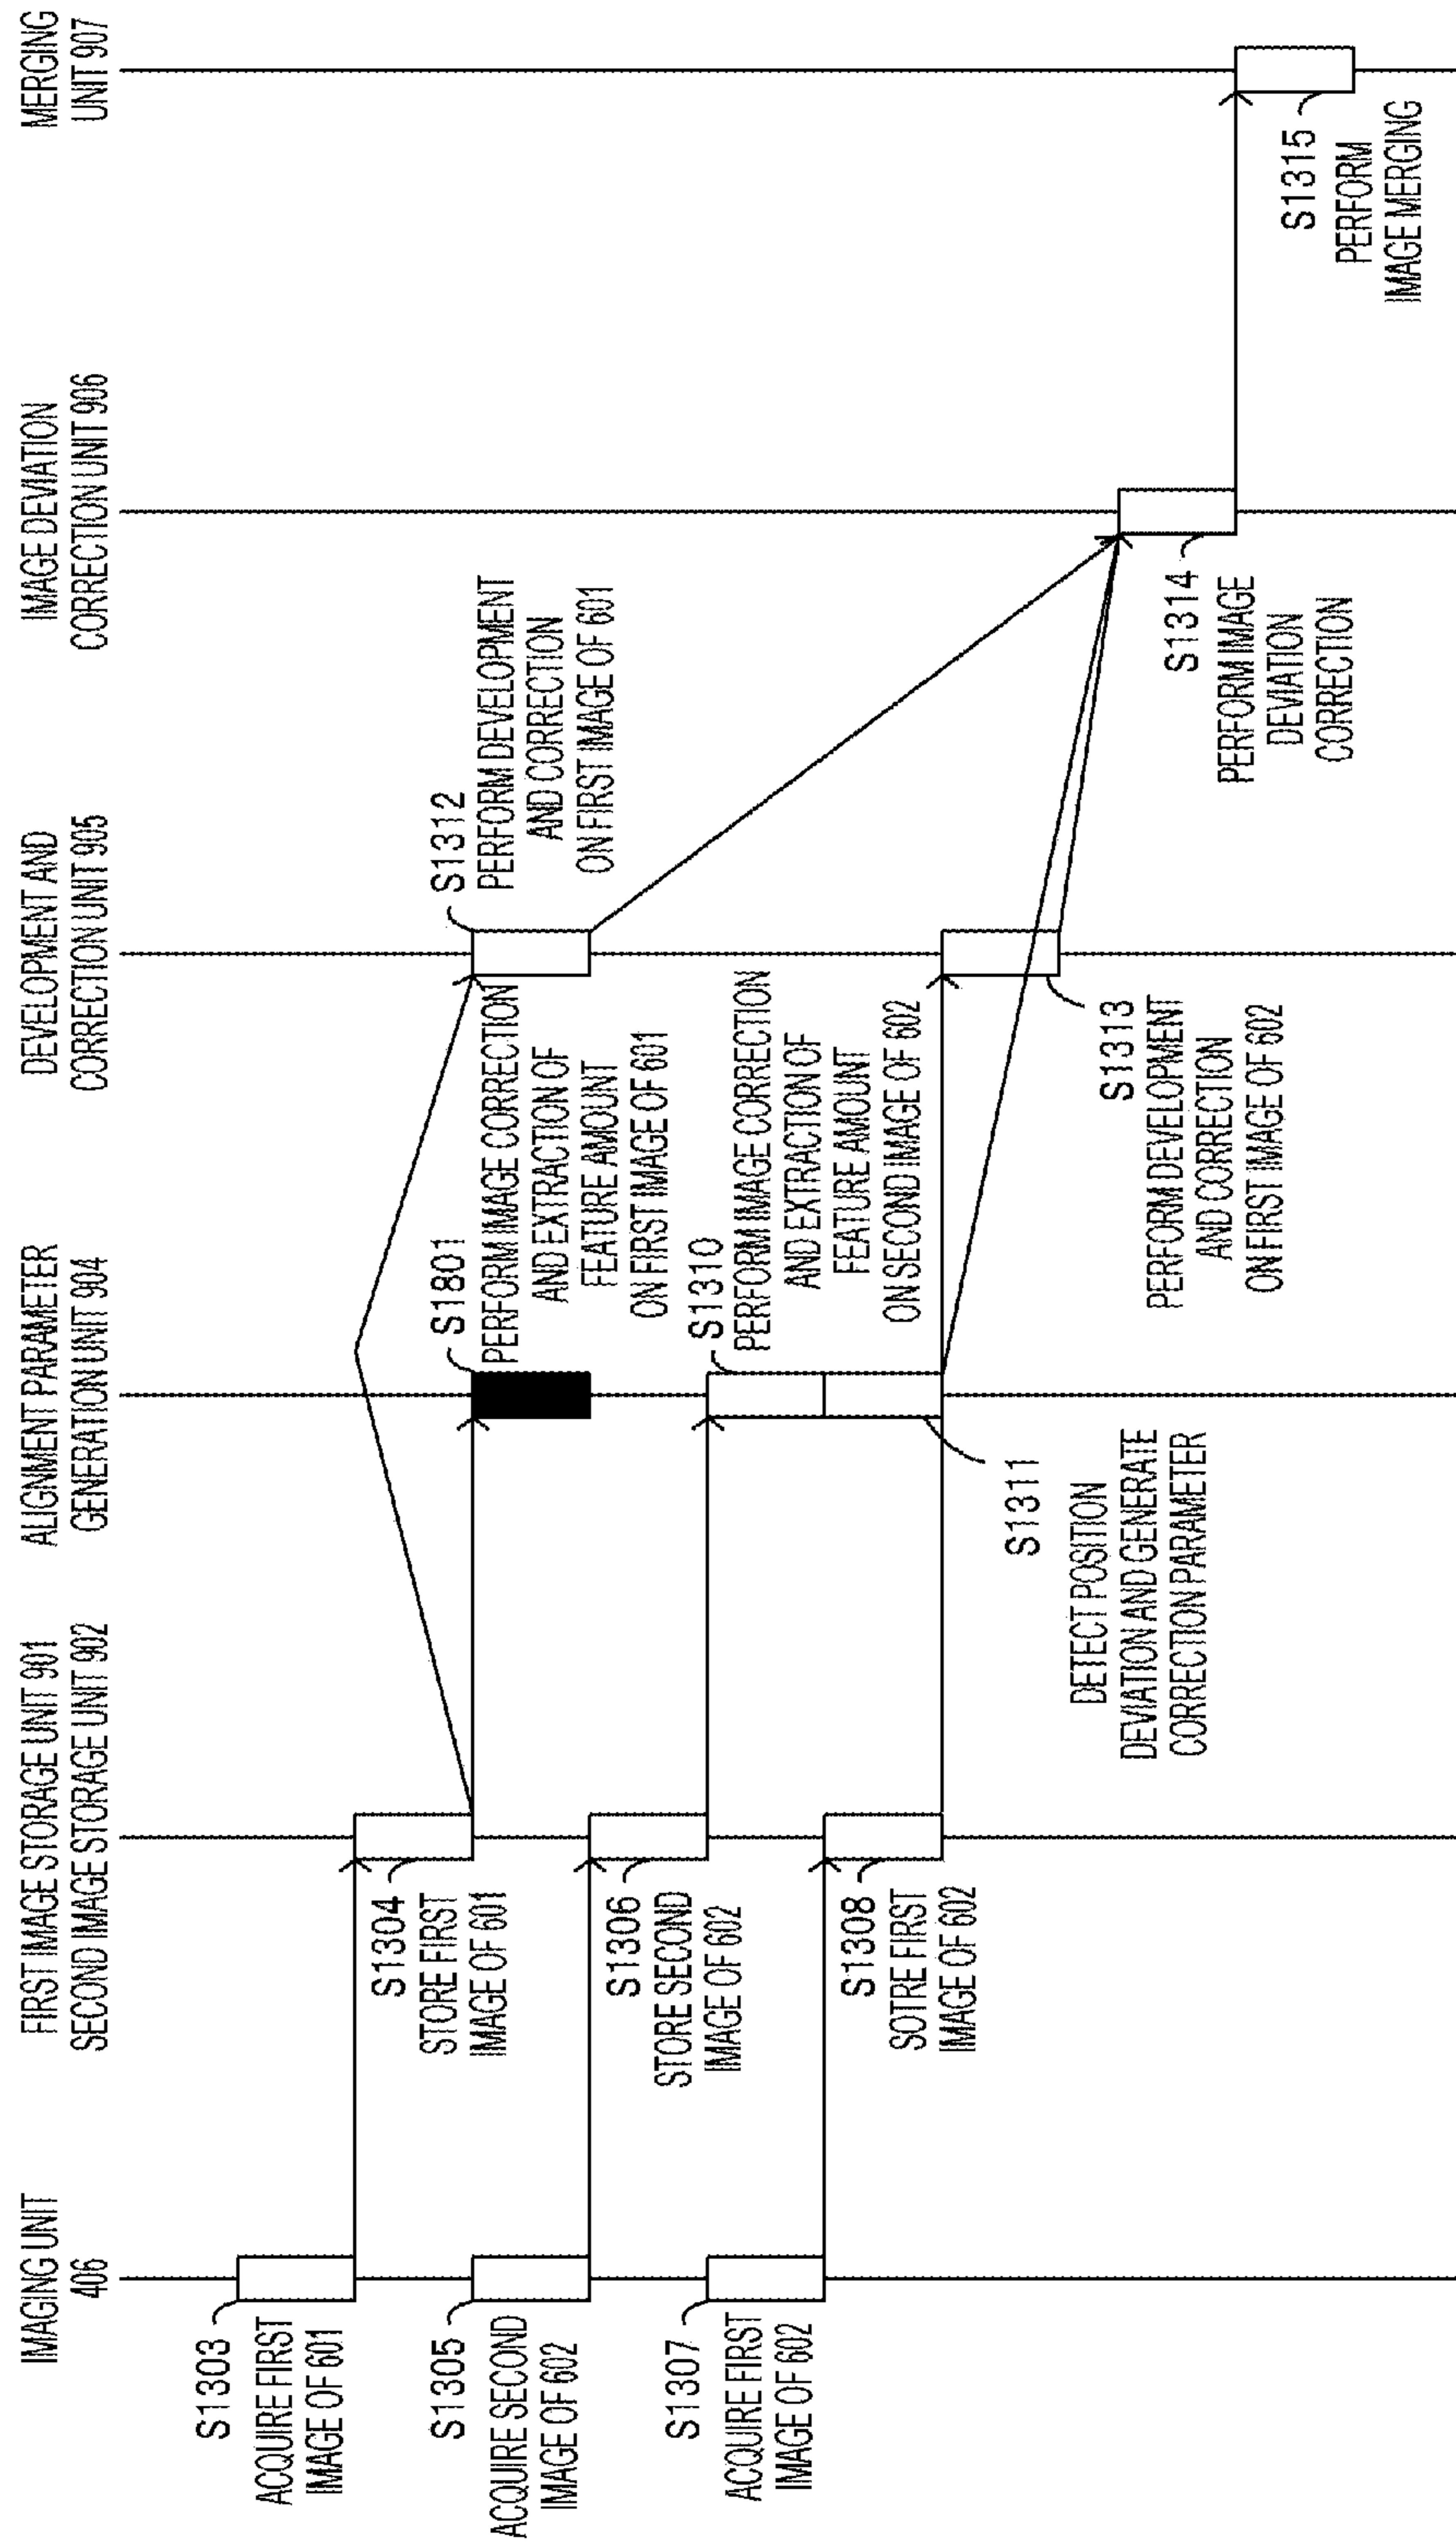 IMAGING UNIT
406
FIRST IMAGE STORAGE UNIT 901
SECOND IMAGE STORAGE UNIT 902
ALIGNMENT PARAMETER
GENERATION UNIT 904
DEVELOPMENT AND
CORRECTION UNIT 905
IMAGE DEVIATION
CORRECTION UNIT 906
MERGING
UNIT 907
S1303
ACQUIRE FIRST
IMAGE OF 601
S1304
STORE FIRST
IMAGE OF 601
S1305
ACQUIRE SECOND
IMAGE OF 602
S1801
PERFORM IMAGE CORRECTION
AND EXTRACTION OF
FEATURE AMOUNT
ON FIRST IMAGE OF 601
S1312
PERFORM DEVELOPMENT
AND CORRECTION
ON FIRST IMAGE OF 601
S1306
STORE SECOND
IMAGE OF 602
S1307
ACQUIRE FIRST
IMAGE OF 602
S1310
PERFORM IMAGE CORRECTION
AND EXTRACTION OF
FEATURE AMOUNT
ON SECOND IMAGE OF 602
S1308
SOTRE FIRST
IMAGE OF 602
S1311
DETECT POSITION
DEVIATION AND GENERATE
CORRECTION PARAMETER
S1313
PERFORM DEVELOPMENT
AND CORRECTION
ON FIRST IMAGE OF 602
S1314
PERFORM IMAGE
DEVIATION
CORRECTION
S1315
PERFORM
IMAGE MERGING